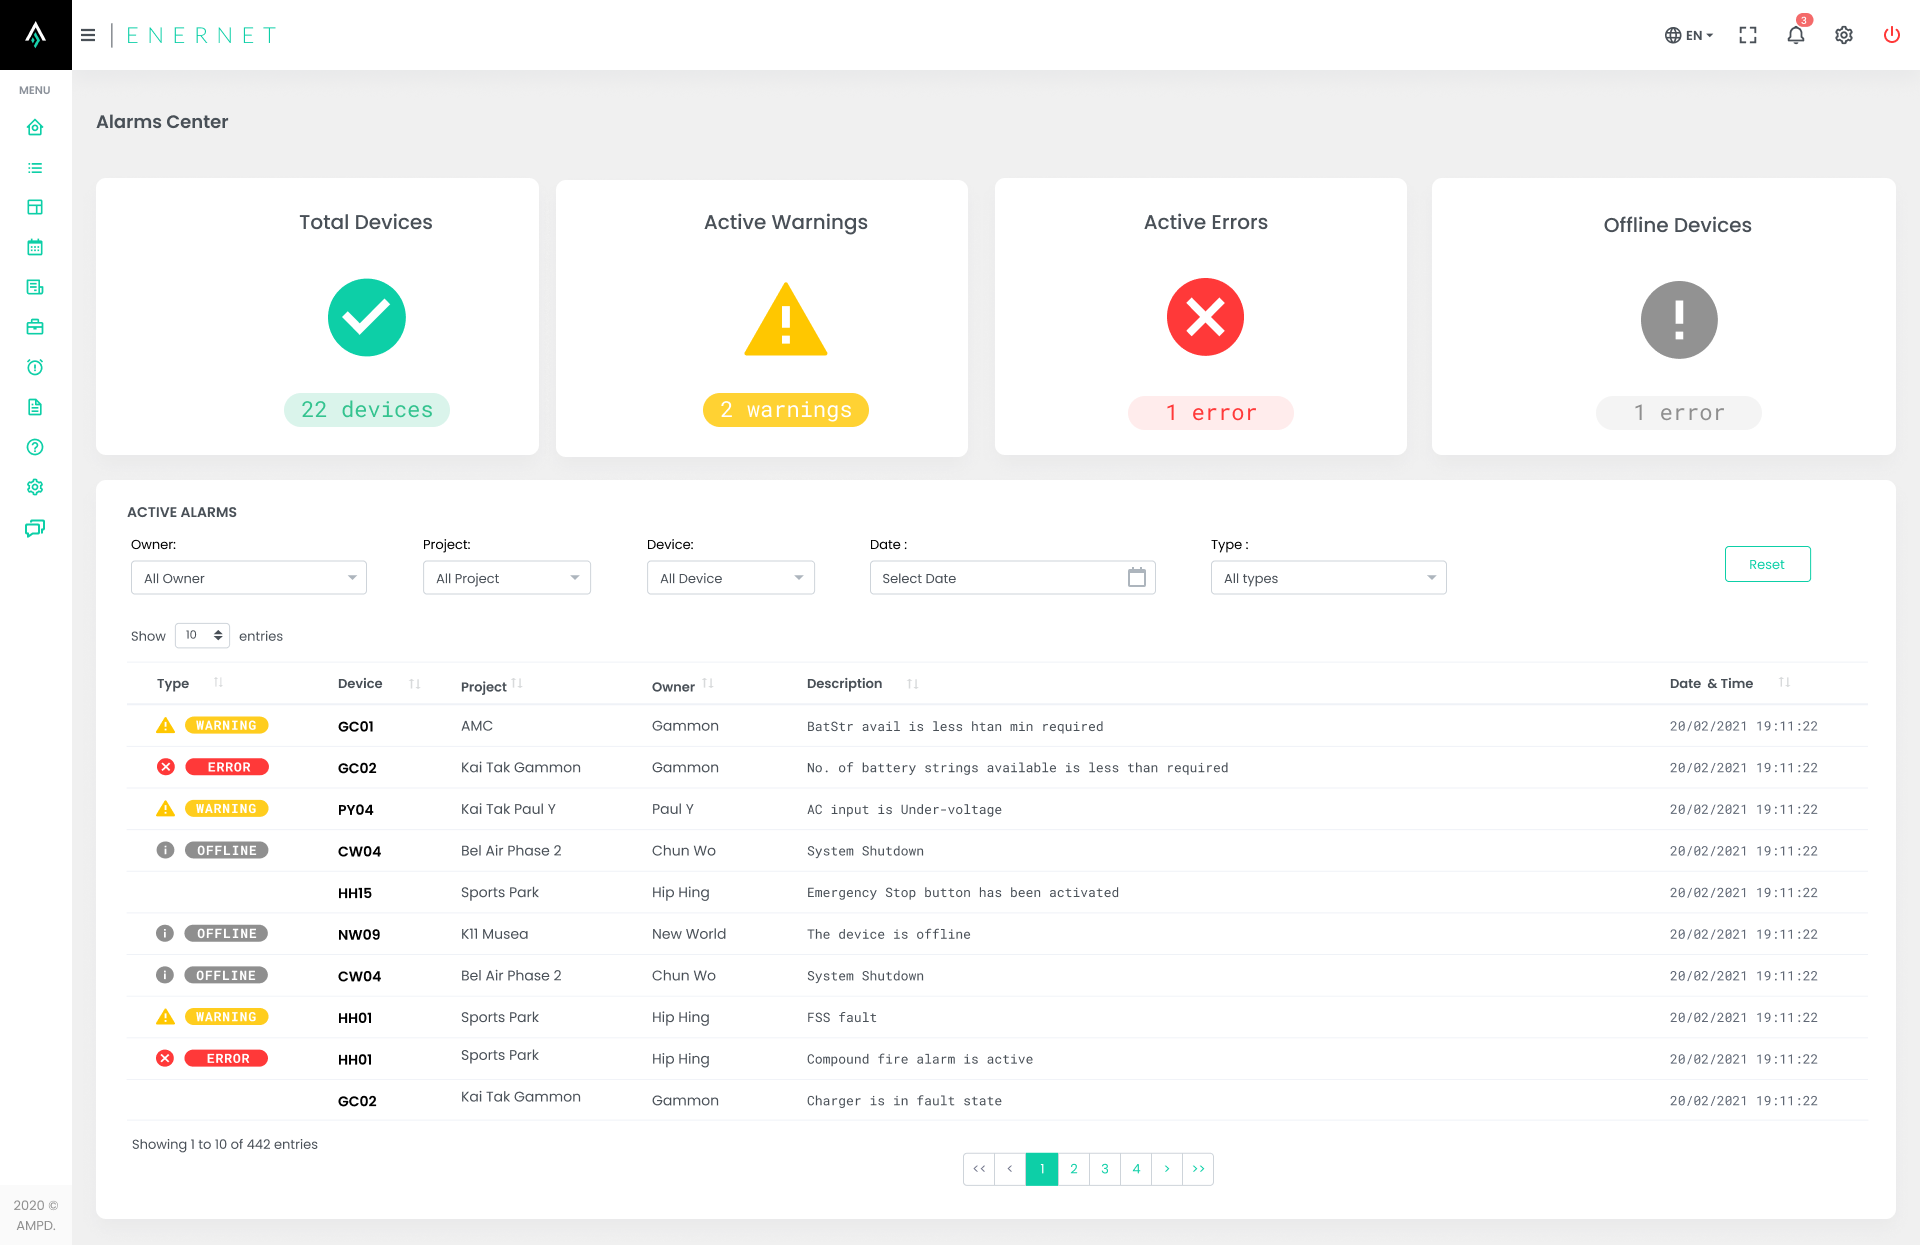 ENERNET
EN
3
MENU
Alarms Center
Total Devices
22 devices
Active Warnings
2 warnings
Active Errors
1 error
Offline Devices
1 error
ACTIVE ALARMS
Owner: Project: Device: Date : Type :
All Owner All Project All Device Select Date All types Reset
Show 10 entries
Type Device Project Owner Description Date & Time
WARNING GC01 AMC Gammon BatStr avail is less htan min required 20/02/2021 19:11:22
ERROR GC02 Kai Tak Gammon Gammon No. of battery strings available is less than required 20/02/2021 19:11:22
WARNING PY04 Kai Tak Paul Y Paul Y AC input is Under-voltage 20/02/2021 19:11:22
OFFLINE CW04 Bel Air Phase 2 Chun Wo System Shutdown 20/02/2021 19:11:22
HH15 Sports Park Hip Hing Emergency Stop button has been activated 20/02/2021 19:11:22
OFFLINE NW09 K11 Musea New World The device is offline 20/02/2021 19:11:22
OFFLINE CW04 Bel Air Phase 2 Chun Wo System Shutdown 20/02/2021 19:11:22
WARNING HH01 Sports Park Hip Hing FSS fault 20/02/2021 19:11:22
ERROR HH01 Sports Park Hip Hing Compound fire alarm is active 20/02/2021 19:11:22
GC02 Kai Tak Gammon Gammon Charger is in fault state 20/02/2021 19:11:22
Showing 1 to 10 of 442 entries
<< < 1 2 3 4 > >>
2020 ©
AMPD.